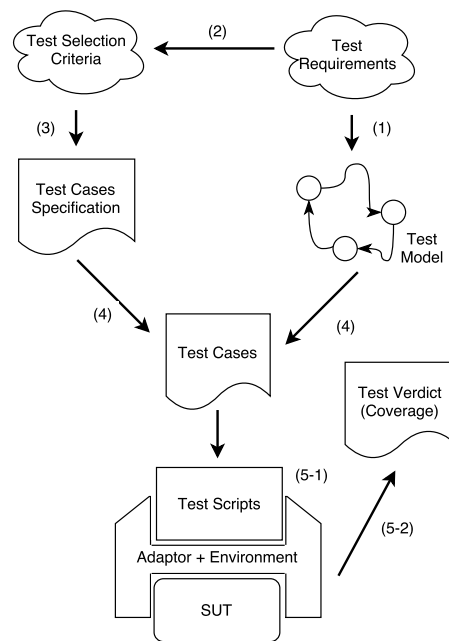 Test Selection
Criteria
(2)
Test
Requirements
(3)
(1)
Test Cases
Specification
Test
Model
(4)
(4)
Test Cases
Test Verdict
(Coverage)
(5-1)
Test Scripts
(5-2)
Adaptor + Environment
SUT